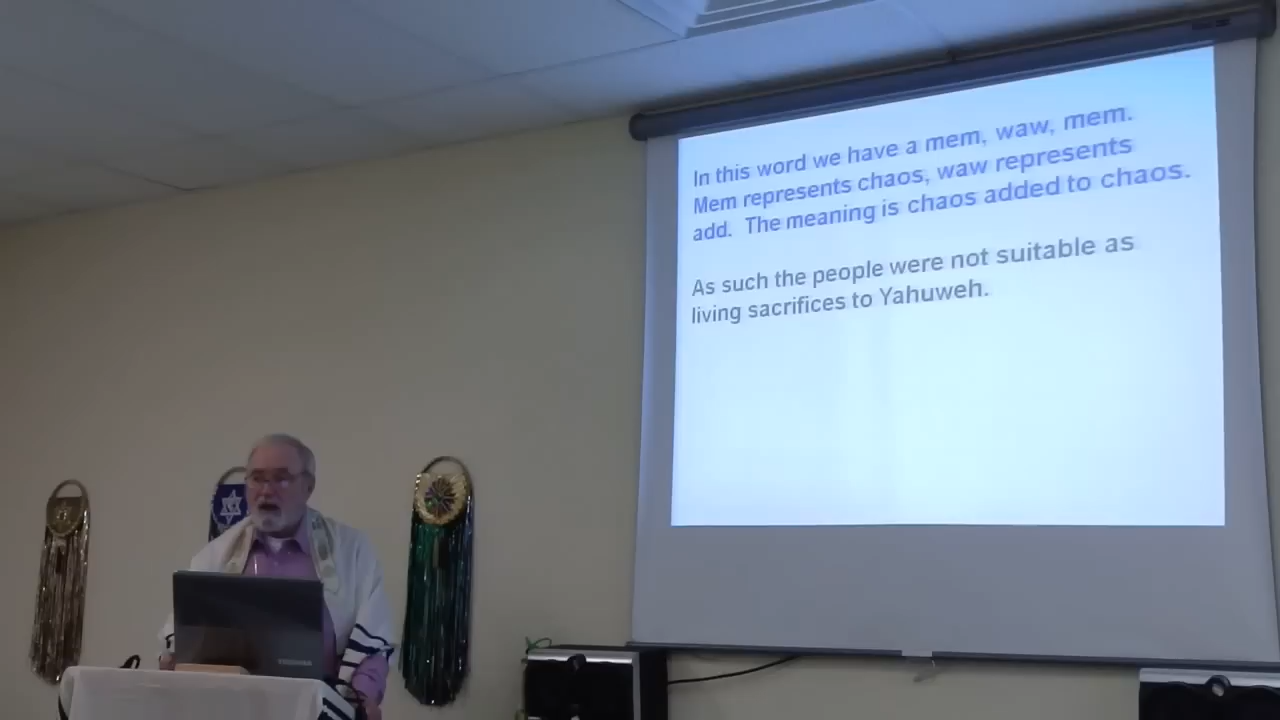 In this word we have a mem, waw, mem.
Mem represents chaos, waw represents
add. The meaning is chaos added to chaos.
As such the people were not suitable as
living sacrifices to Yahuweh.
TOSHIBA